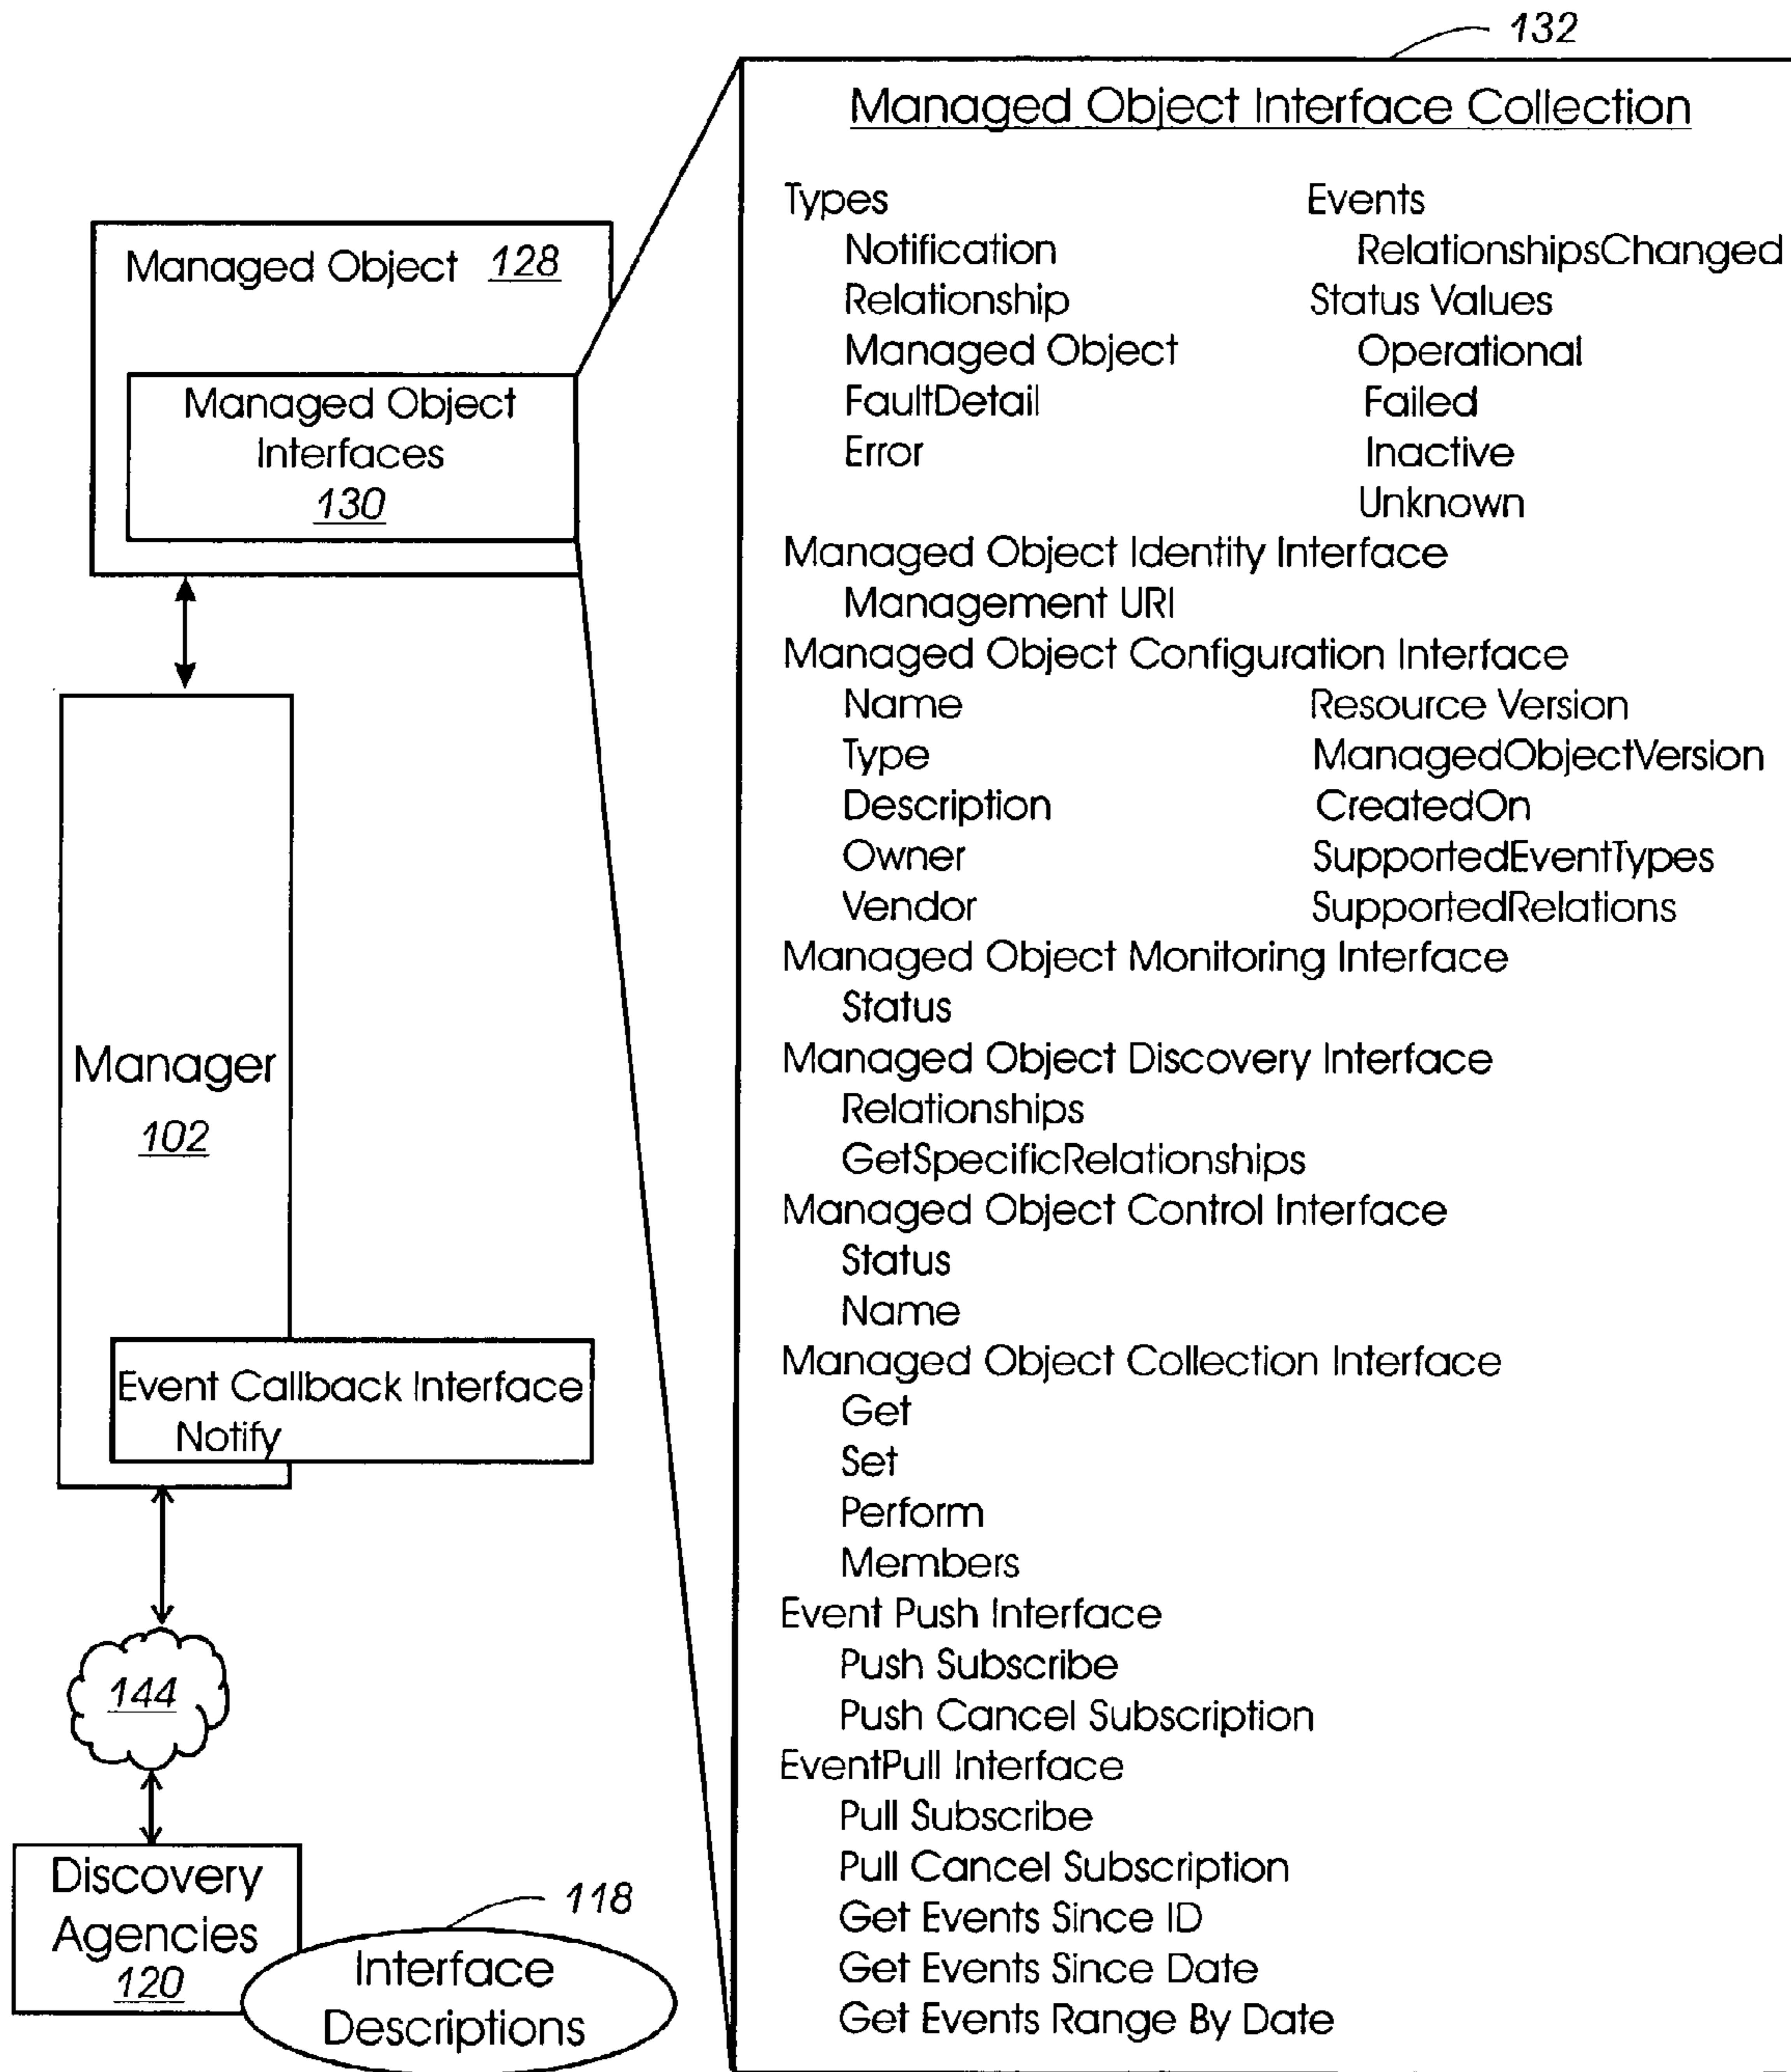 132
Managed Object Interface Collection
Types Events
Notification RelationshipsChanged
Relationship Status Values
Managed Object Operational
FaultDetail Failed
Error Inactive
Unknown
Managed Object Identity Interface
Management URI
Managed Object Configuration Interface
Name Resource Version
Type ManagedObjectVersion
Description CreatedOn
Owner SupportedEventTypes
Vendor SupportedRelations
Managed Object Monitoring Interface
Status
Managed Object Discovery Interface
Relationships
GetSpecificRelationships
Managed Object Control Interface
Status
Name
Managed Object Collection Interface
Get
Set
Perform
Members
Event Push Interface
Push Subscribe
Push Cancel Subscription
EventPull Interface
Pull Subscribe
Pull Cancel Subscription
Get Events Since ID
Get Events Since Date
Get Events Range By Date
Managed Object 128
Managed Object
Interfaces
130
Manager
102
Event Callback Interface
Notify
144
Discovery
Agencies
120
118
Interface
Descriptions